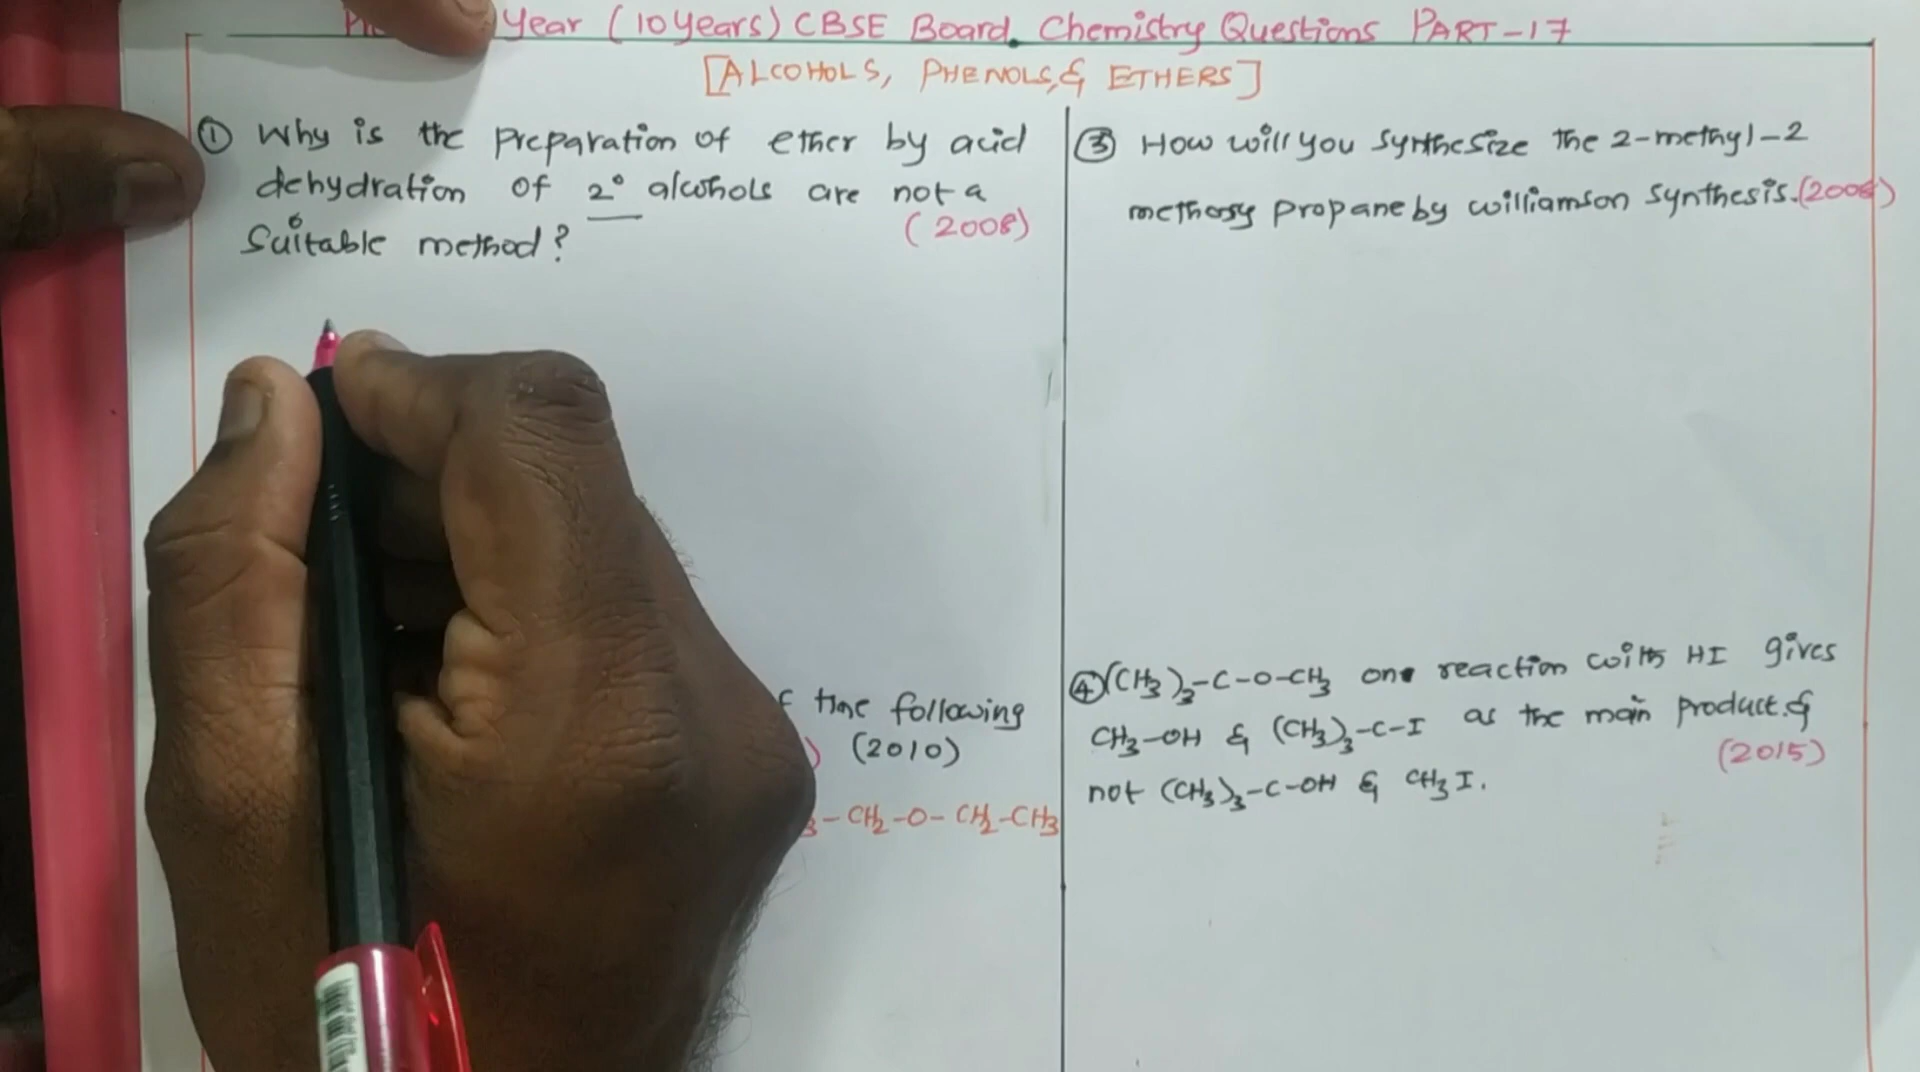 Year (10 years) CBSE Board Chemistry Questions PART-17
[ALCOHOLS, PHENOLS, & ETHERS]
① Why is the Preparation of ether by acid
dehydration of 2° alcohols are not a
Suitable method? (2008)
f the following
(2010)
3-CH2-O-CH2-CH3
③ How will you synthesize the 2-methyl-2
methoxy propane by williamson synthesis. (2008)
④ (CH3)3-C-O-CH3 on reaction with HI gives
CH3-OH & (CH3)3-C-I as the main product. &
not (CH3)3-C-OH & CH3I. (2015)